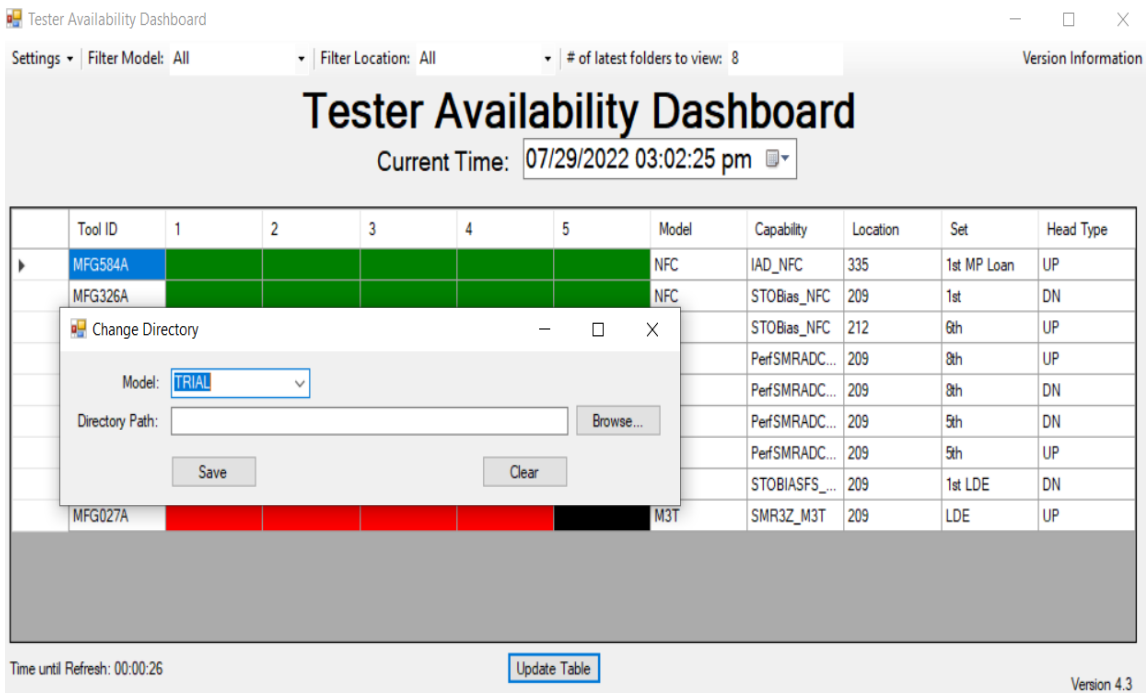 Tester Availability Dashboard
Settings Filter Model: All Filter Location: All # of latest folders to view: 8 Version Information
Tester Availability Dashboard
Current Time: 07/29/2022 03:02:25 pm
Tool ID 1 2 3 4 5 Model Capability Location Set Head Type
MFG584A NFC IAD_NFC 335 1st MP Loan UP
MFG326A NFC STOBias_NFC 209 1st DN
STOBias_NFC 212 6th UP
PerfSMRADC... 209 8th UP
PerfSMRADC... 209 8th DN
PerfSMRADC... 209 5th DN
PerfSMRADC... 209 5th UP
STOBIASFS_... 209 1st LDE DN
MFG027A M3T SMR3Z_M3T 209 LDE UP
Change Directory
Model: TRIAL
Directory Path: Browse...
Save Clear
Time until Refresh: 00:00:26 Update Table
Version 4.3